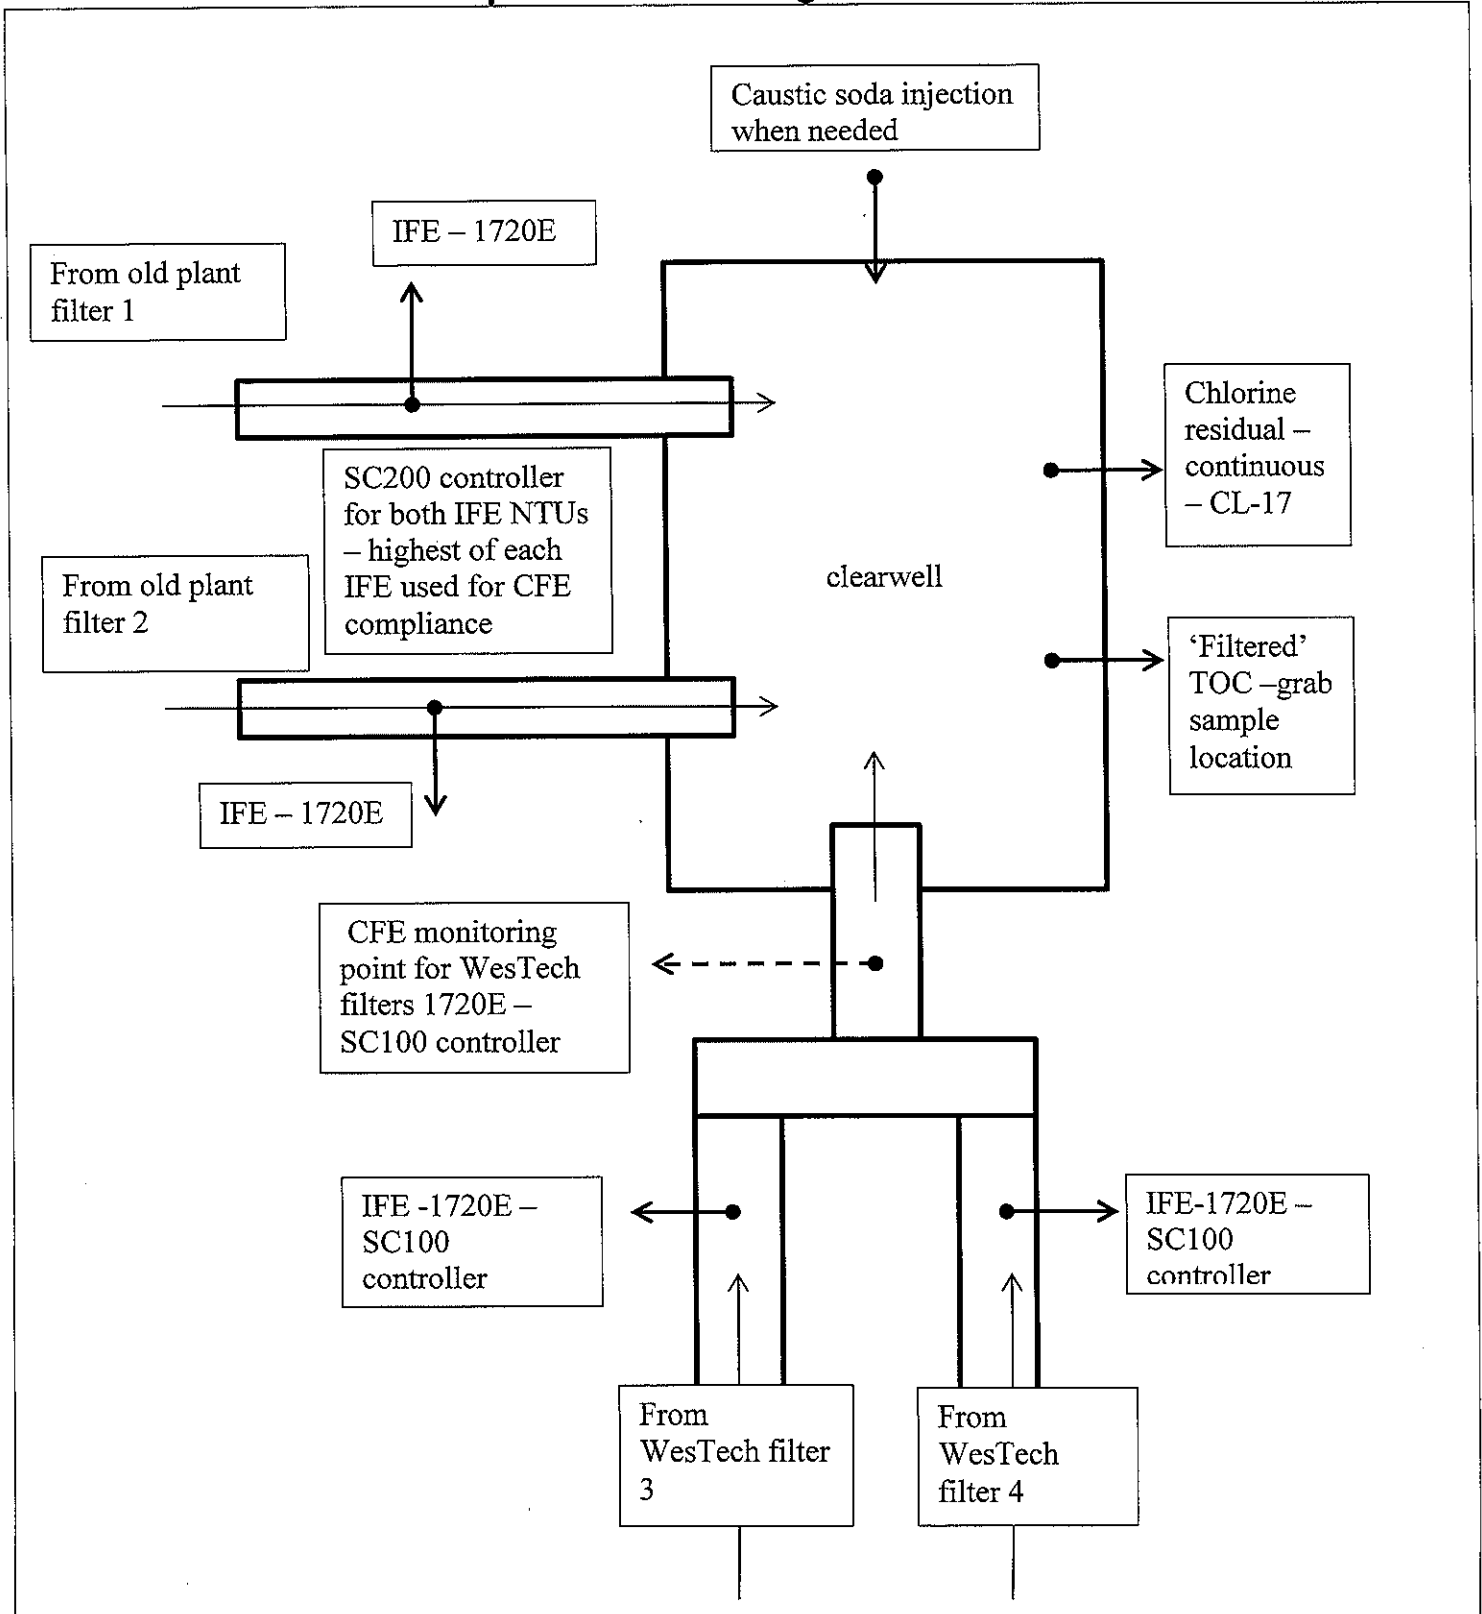 Caustic soda injection
when needed
IFE – 1720E
From old plant
filter 1
SC200 controller
for both IFE NTUs
– highest of each
IFE used for CFE
compliance
Chlorine
residual –
continuous
– CL-17
clearwell
From old plant
filter 2
'Filtered'
TOC –grab
sample
location
IFE – 1720E
CFE monitoring
point for WesTech
filters 1720E –
SC100 controller
IFE -1720E –
SC100
controller
IFE-1720E –
SC100
controller
From
WesTech filter
3
From
WesTech
filter 4